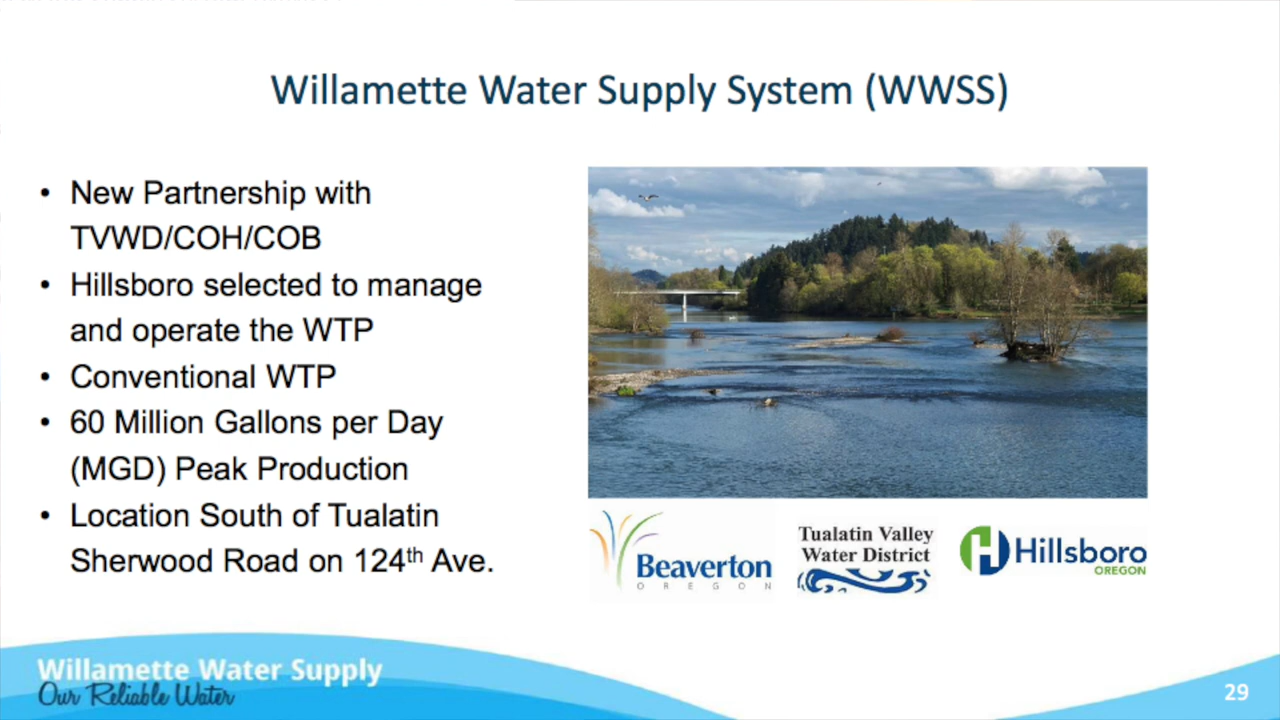 Willamette Water Supply System (WWSS)
• New Partnership with
TVWD/COH/COB
• Hillsboro selected to manage
and operate the WTP
• Conventional WTP
• 60 Million Gallons per Day
(MGD) Peak Production
• Location South of Tualatin
Sherwood Road on 124th Ave.
Beaverton
OREGON
Tualatin Valley
Water District
H Hillsboro
OREGON
Willamette Water Supply
Our Reliable Water
29